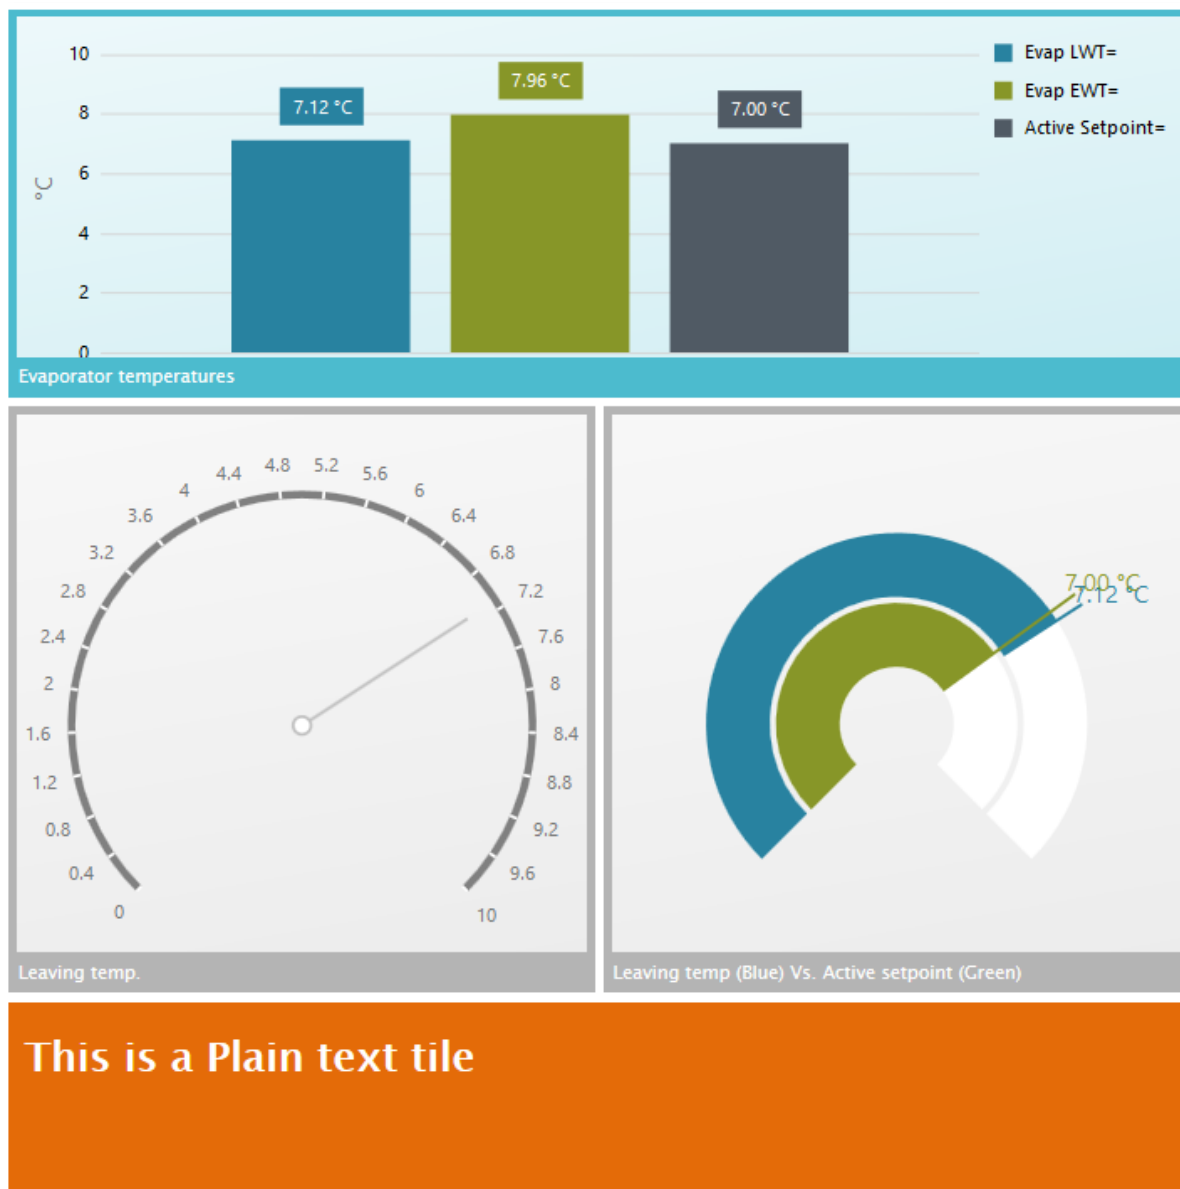 10
8
6
4
2
0
°C
7.12 °C
7.96 °C
7.00 °C
Evap LWT=
Evap EWT=
Active Setpoint=
Evaporator temperatures
0
0.4
0.8
1.2
1.6
2
2.4
2.8
3.2
3.6
4
4.4
4.8
5.2
5.6
6
6.4
6.8
7.2
7.6
8
8.4
8.8
9.2
9.6
10
Leaving temp.
7.00 °C
7.12 °C
Leaving temp (Blue) Vs. Active setpoint (Green)
This is a Plain text tile